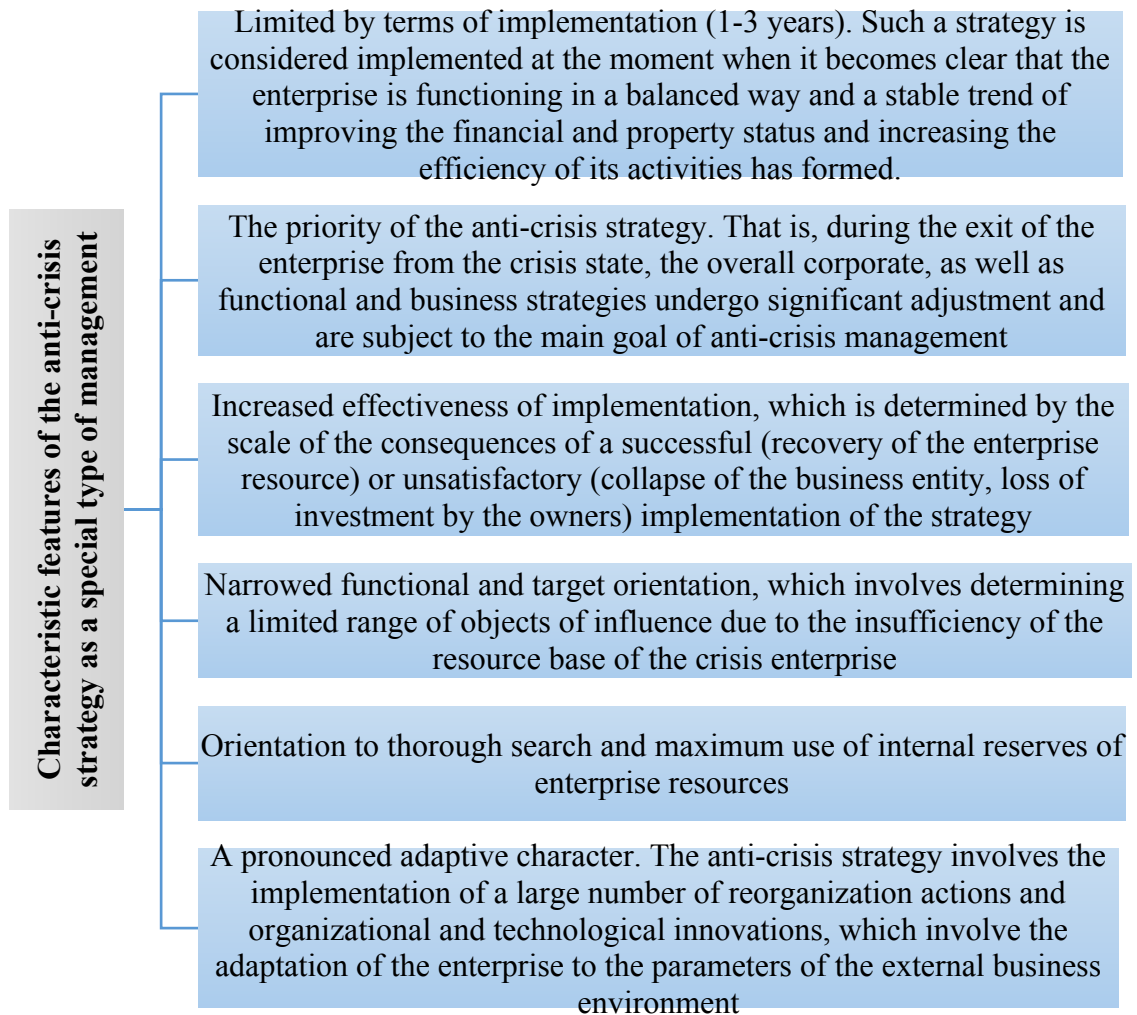 Characteristic features of the anti-crisis
strategy as a special type of management
Limited by terms of implementation (1-3 years). Such a strategy is
considered implemented at the moment when it becomes clear that the
enterprise is functioning in a balanced way and a stable trend of
improving the financial and property status and increasing the
efficiency of its activities has formed.
The priority of the anti-crisis strategy. That is, during the exit of the
enterprise from the crisis state, the overall corporate, as well as
functional and business strategies undergo significant adjustment and
are subject to the main goal of anti-crisis management
Increased effectiveness of implementation, which is determined by the
scale of the consequences of a successful (recovery of the enterprise
resource) or unsatisfactory (collapse of the business entity, loss of
investment by the owners) implementation of the strategy
Narrowed functional and target orientation, which involves determining
a limited range of objects of influence due to the insufficiency of the
resource base of the crisis enterprise
Orientation to thorough search and maximum use of internal reserves of
enterprise resources
A pronounced adaptive character. The anti-crisis strategy involves the
implementation of a large number of reorganization actions and
organizational and technological innovations, which involve the
adaptation of the enterprise to the parameters of the external business
environment